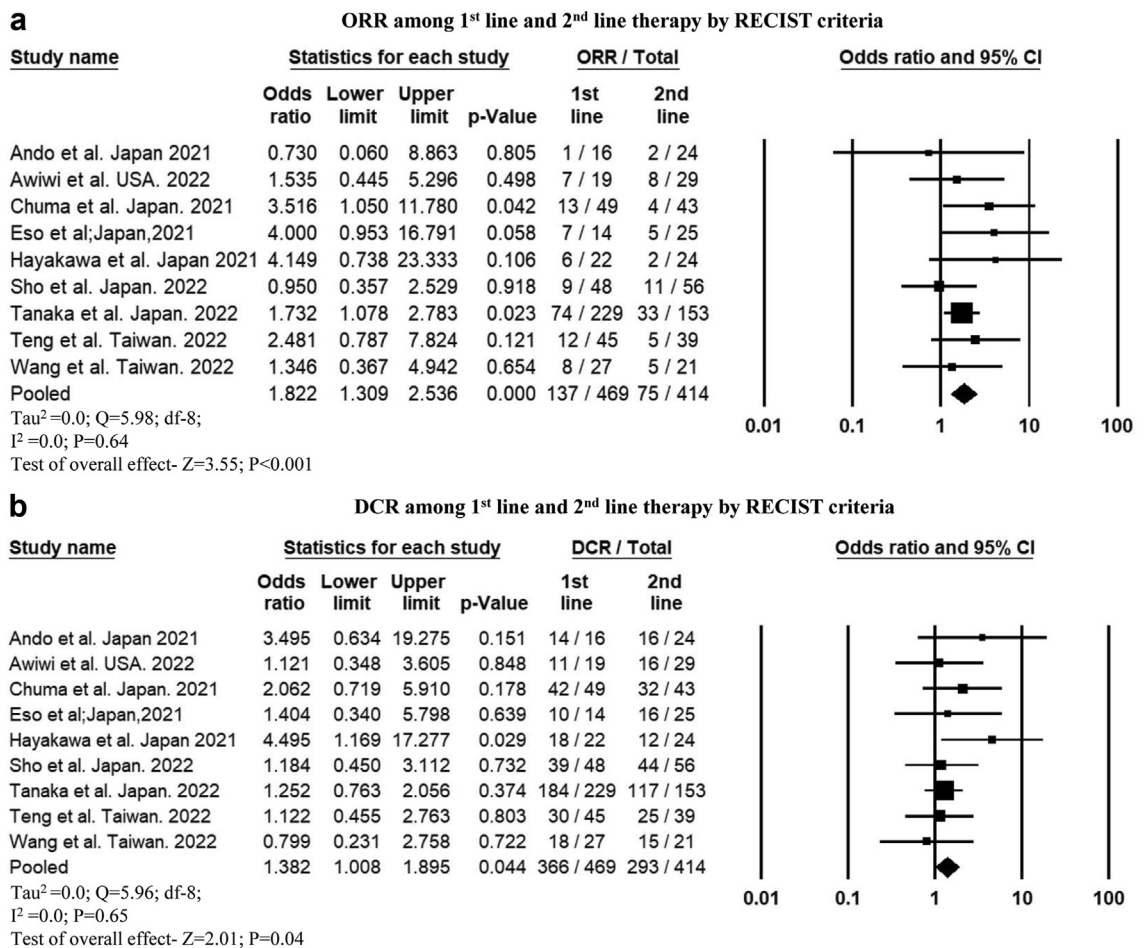 a
ORR among 1st line and 2nd line therapy by RECIST criteria
Study name Statistics for each study ORR / Total Odds ratio and 95% CI
Odds ratio Lower limit Upper limit p-Value 1st line 2nd line
Ando et al. Japan 2021 0.730 0.060 8.863 0.805 1 / 16 2 / 24
Awiwi et al. USA. 2022 1.535 0.445 5.296 0.498 7 / 19 8 / 29
Chuma et al. Japan. 2021 3.516 1.050 11.780 0.042 13 / 49 4 / 43
Eso et al;Japan,2021 4.000 0.953 16.791 0.058 7 / 14 5 / 25
Hayakawa et al. Japan 2021 4.149 0.738 23.333 0.106 6 / 22 2 / 24
Sho et al. Japan. 2022 0.950 0.357 2.529 0.918 9 / 48 11 / 56
Tanaka et al. Japan. 2022 1.732 1.078 2.783 0.023 74 / 229 33 / 153
Teng et al. Taiwan. 2022 2.481 0.787 7.824 0.121 12 / 45 5 / 39
Wang et al. Taiwan. 2022 1.346 0.367 4.942 0.654 8 / 27 5 / 21
Pooled 1.822 1.309 2.536 0.000 137 / 469 75 / 414
Tau2 =0.0; Q=5.98; df-8;
I2 =0.0; P=0.64
Test of overall effect- Z=3.55; P<0.001
0.01 0.1 1 10 100
b
DCR among 1st line and 2nd line therapy by RECIST criteria
Study name Statistics for each study DCR / Total Odds ratio and 95% CI
Odds ratio Lower limit Upper limit p-Value 1st line 2nd line
Ando et al. Japan 2021 3.495 0.634 19.275 0.151 14 / 16 16 / 24
Awiwi et al. USA. 2022 1.121 0.348 3.605 0.848 11 / 19 16 / 29
Chuma et al. Japan. 2021 2.062 0.719 5.910 0.178 42 / 49 32 / 43
Eso et al;Japan,2021 1.404 0.340 5.798 0.639 10 / 14 16 / 25
Hayakawa et al. Japan 2021 4.495 1.169 17.277 0.029 18 / 22 12 / 24
Sho et al. Japan. 2022 1.184 0.450 3.112 0.732 39 / 48 44 / 56
Tanaka et al. Japan. 2022 1.252 0.763 2.056 0.374 184 / 229 117 / 153
Teng et al. Taiwan. 2022 1.122 0.455 2.763 0.803 30 / 45 25 / 39
Wang et al. Taiwan. 2022 0.799 0.231 2.758 0.722 18 / 27 15 / 21
Pooled 1.382 1.008 1.895 0.044 366 / 469 293 / 414
Tau2 =0.0; Q=5.96; df-8;
I2 =0.0; P=0.65
Test of overall effect- Z=2.01; P=0.04
0.01 0.1 1 10 100